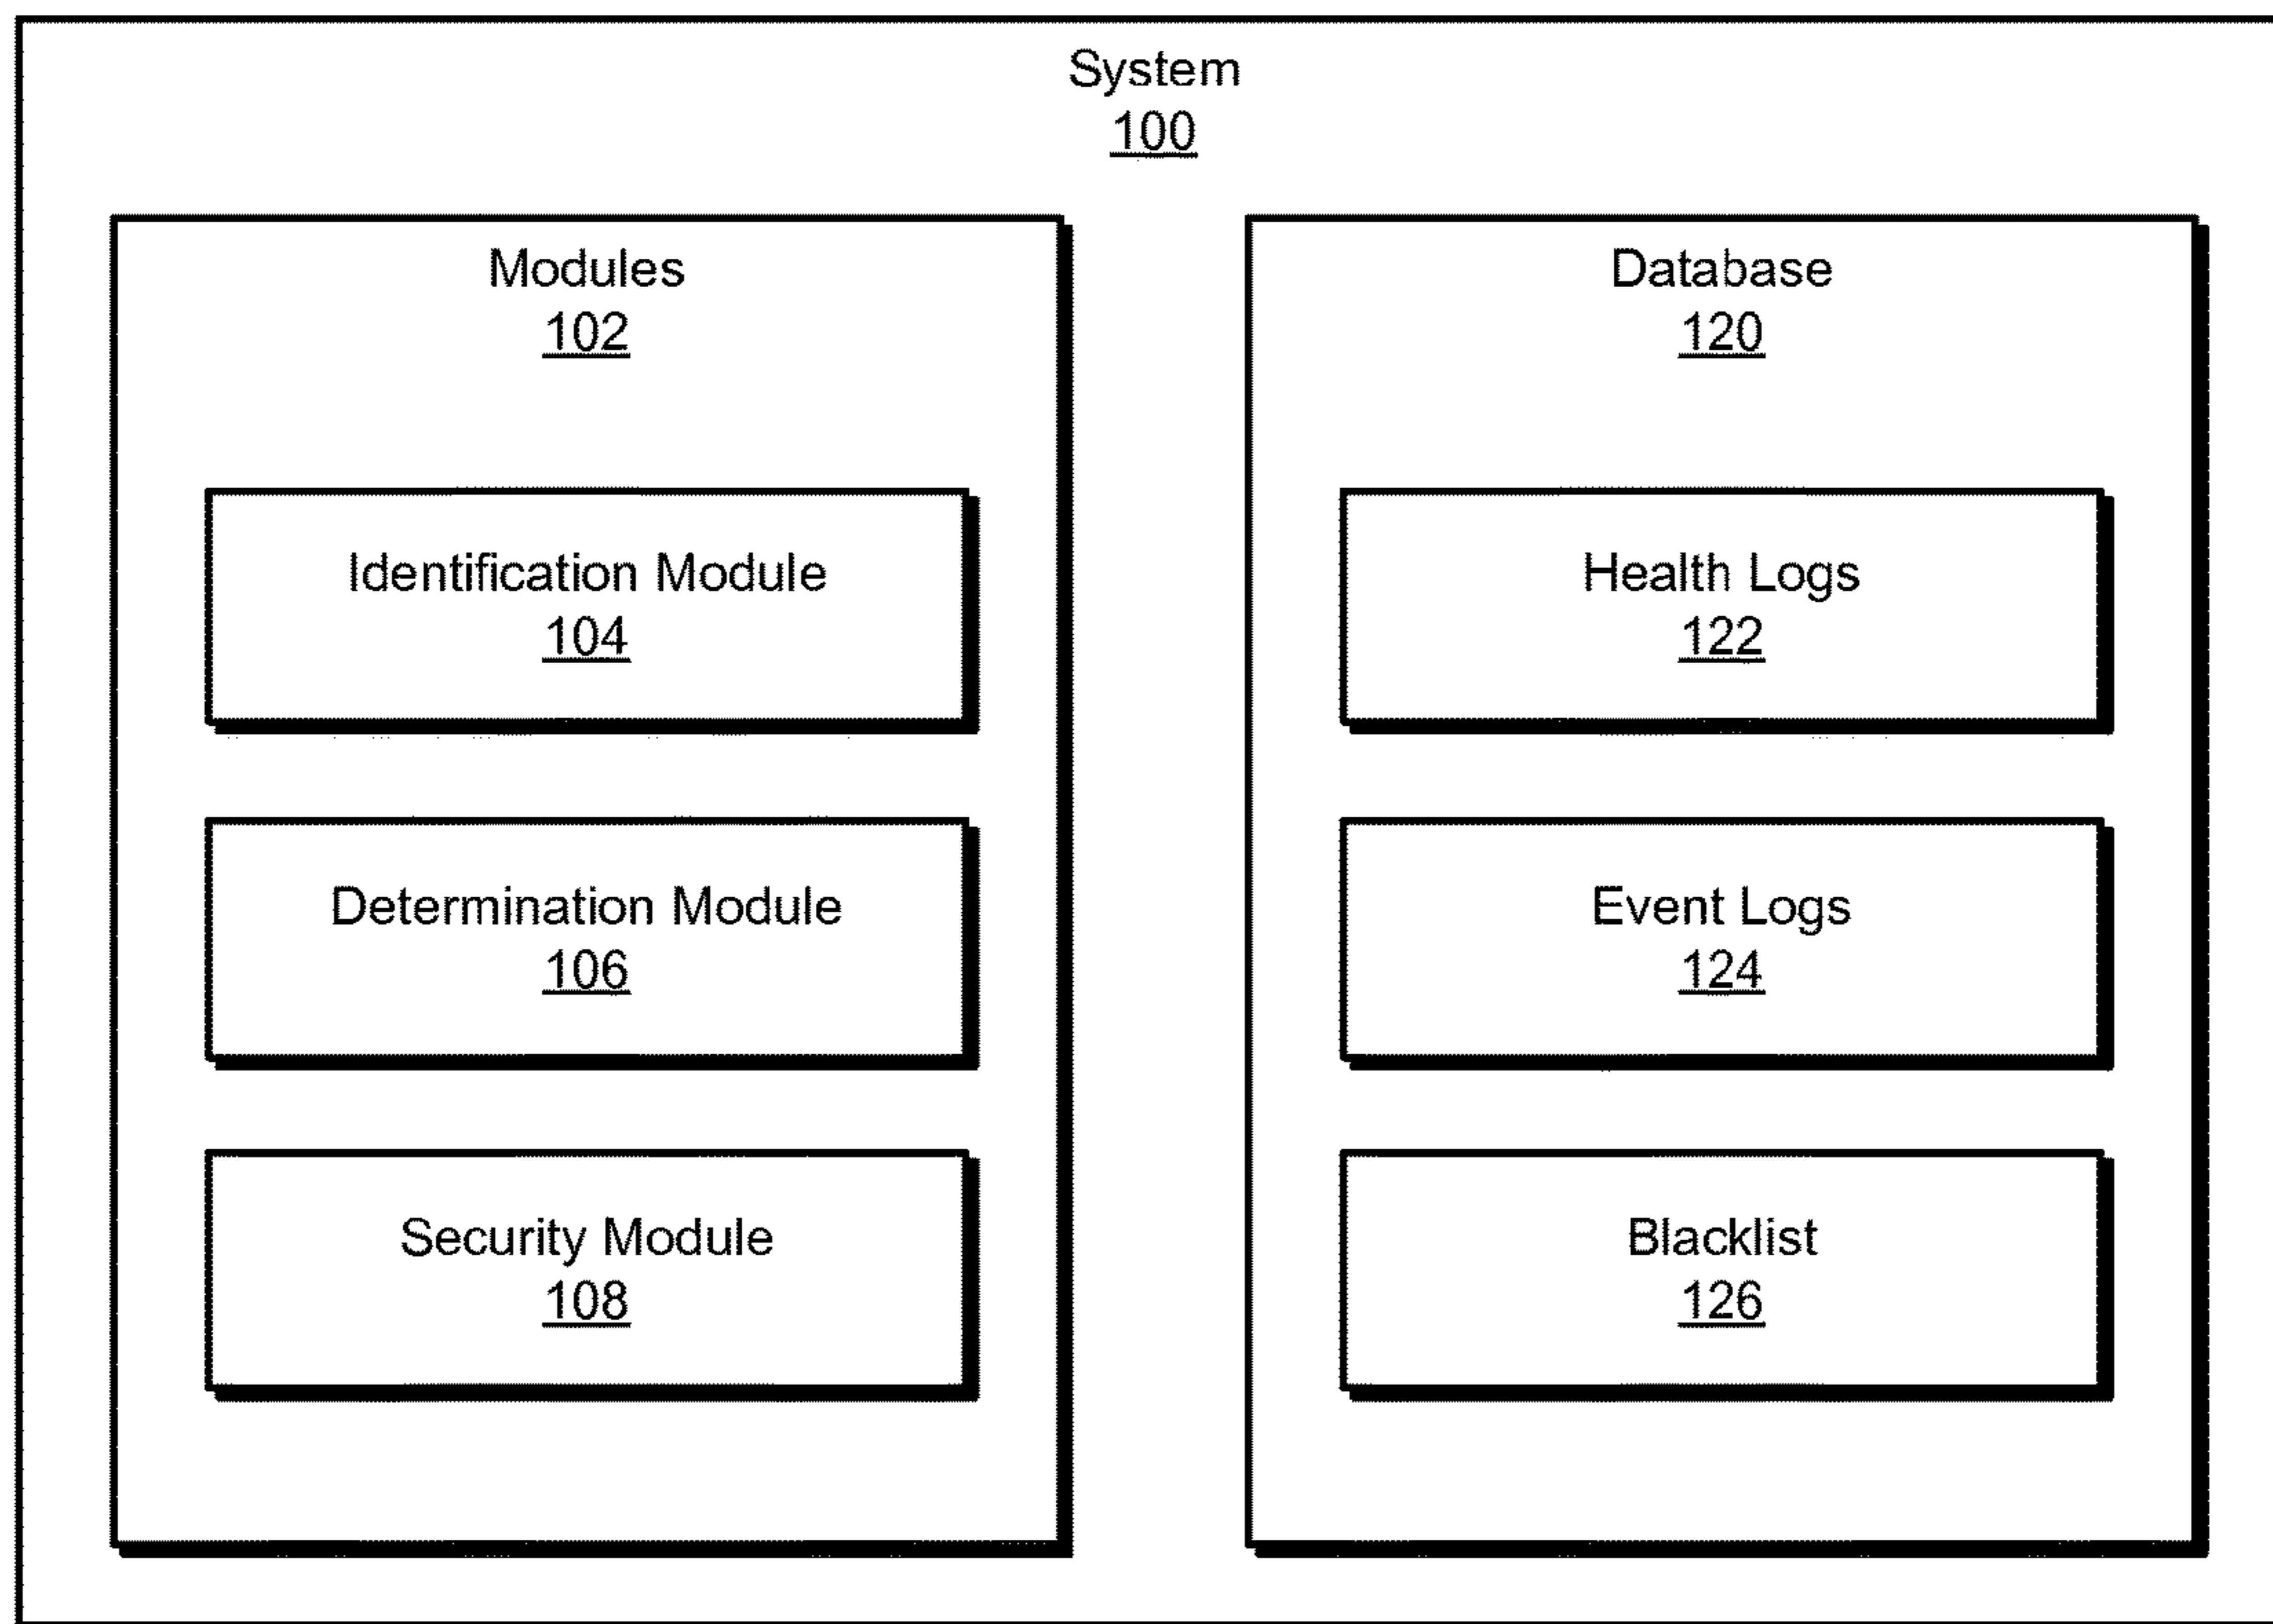 System
100
Modules
102
Identification Module
104
Determination Module
106
Security Module
108
Database
120
Health Logs
122
Event Logs
124
Blacklist
126